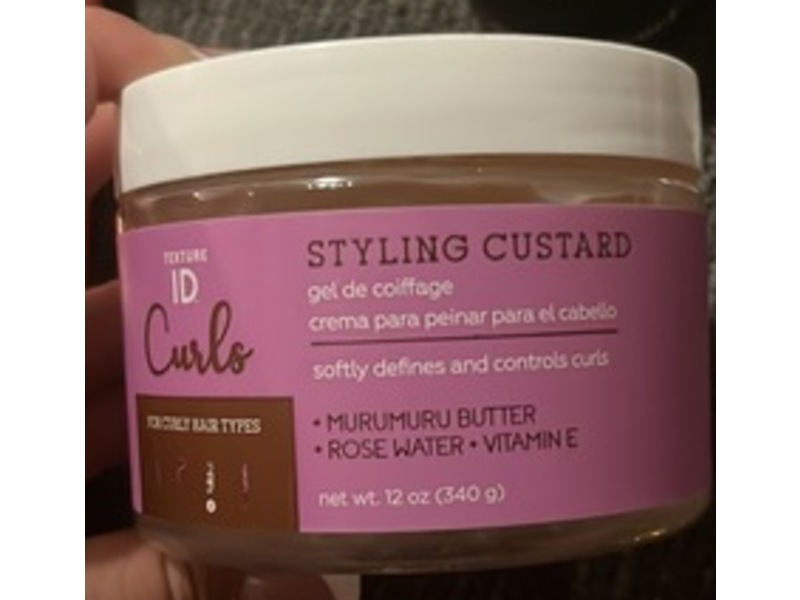 TEXTURE
ID
Curls
FOR CURLY HAIR TYPES
STYLING CUSTARD
gel de coiffage
crema para peinar para el cabello
softly defines and controls curls
• MURUMURU BUTTER
• ROSE WATER • VITAMIN E
net wt. 12 oz (340 g)